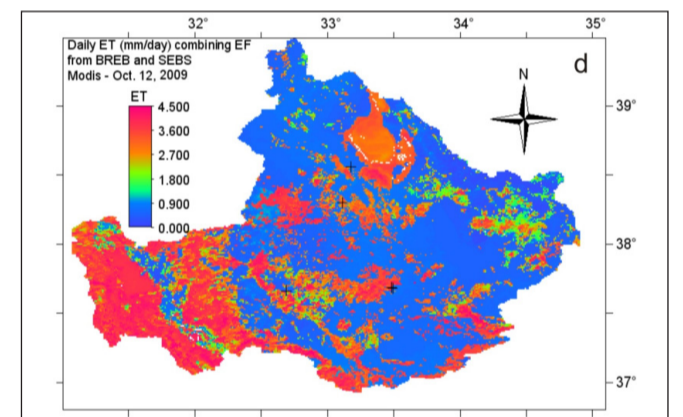 32° 33° 34° 35°
Daily ET (mm/day) combining EF
from BREB and SEBS
Modis - Oct. 12, 2009
d
N
ET
4.500
3.600
2.700
1.800
0.900
0.000
39°
38°
37°